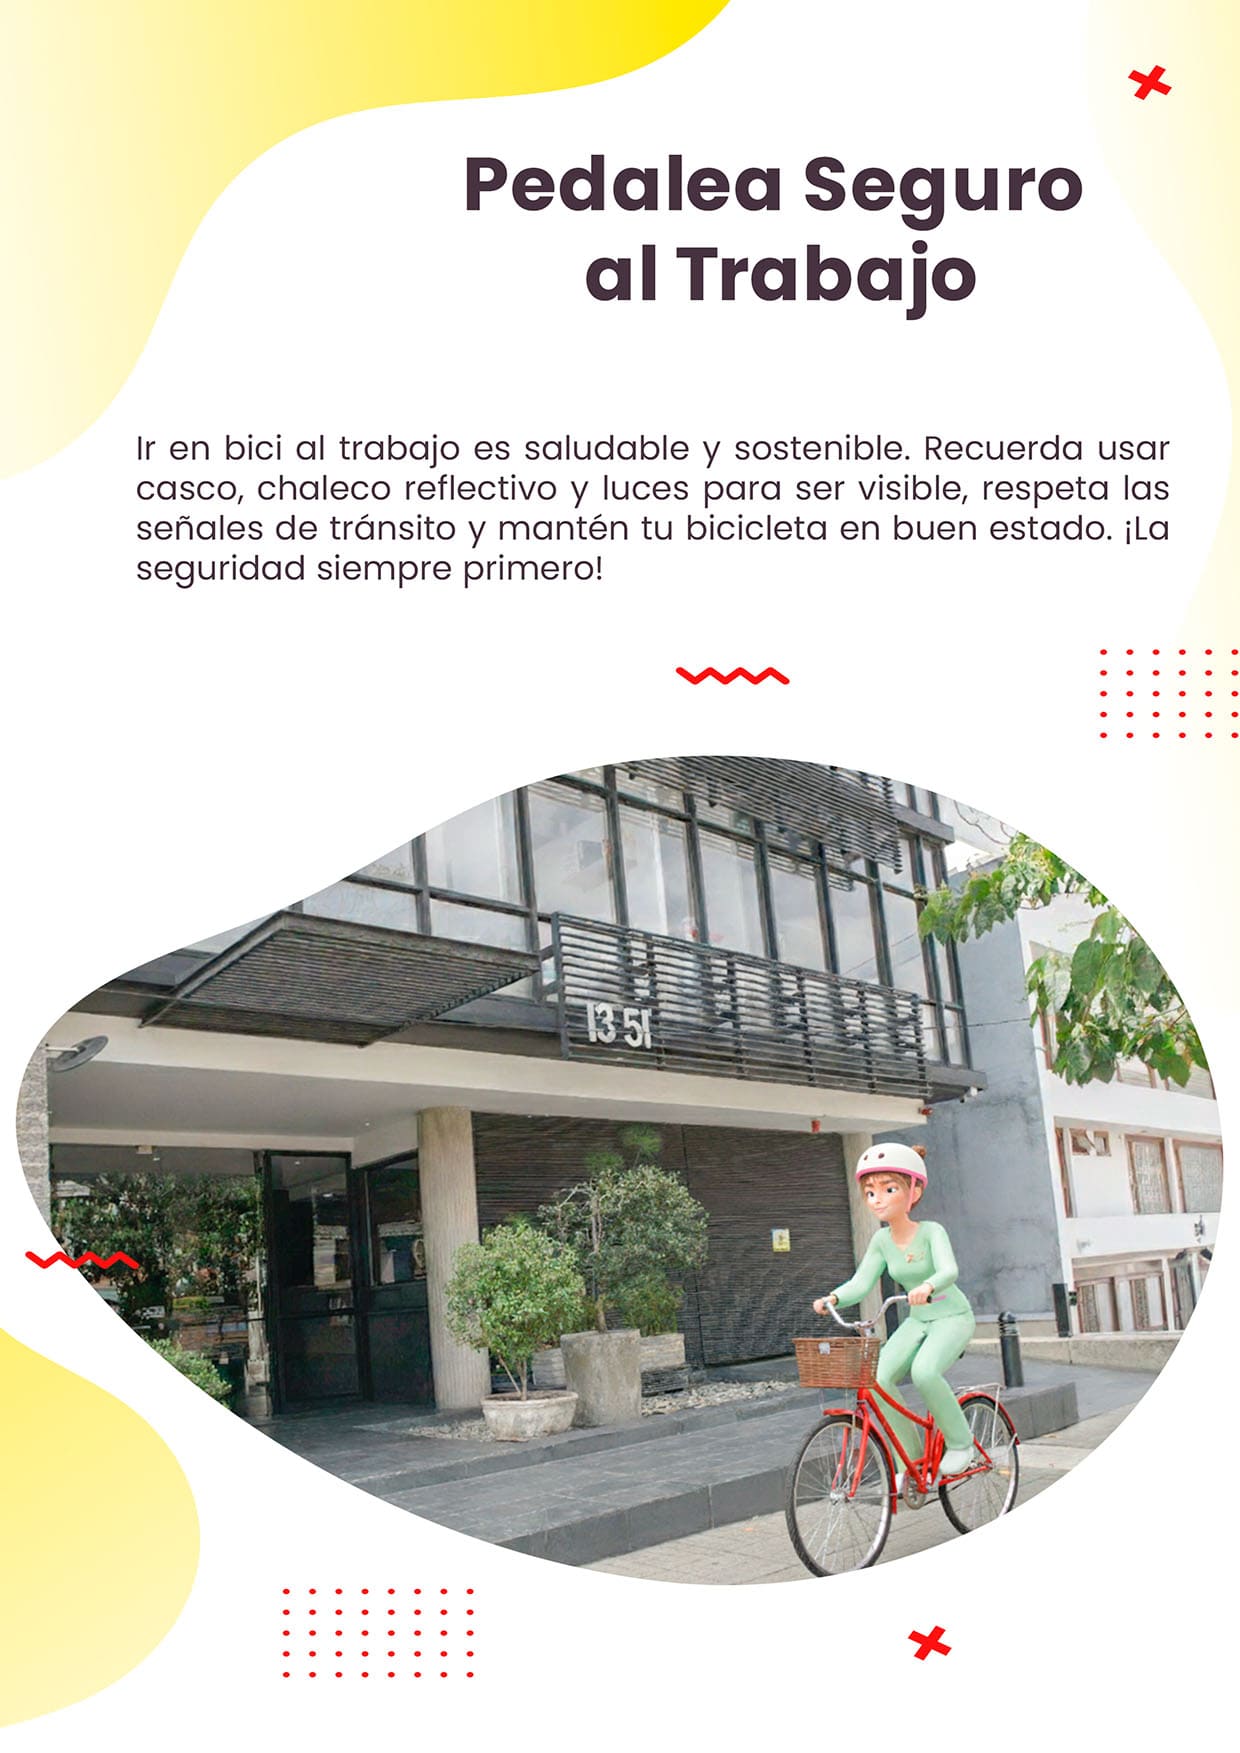 Pedalea Seguro
al Trabajo
Ir en bici al trabajo es saludable y sostenible. Recuerda usar
casco, chaleco reflectivo y luces para ser visible, respeta las
señales de tránsito y mantén tu bicicleta en buen estado. ¡La
seguridad siempre primero!
13 51